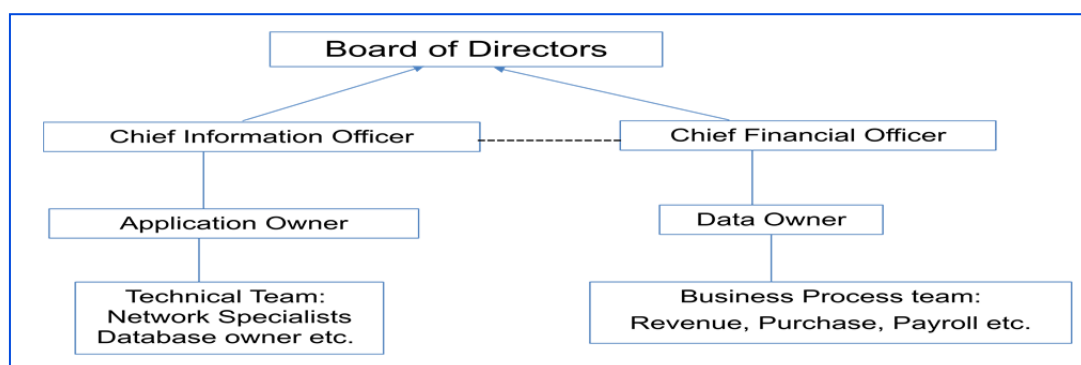 Board of Directors
Chief Information Officer
Chief Financial Officer
Application Owner
Data Owner
Technical Team:
Network Specialists
Database owner etc.
Business Process team:
Revenue, Purchase, Payroll etc.